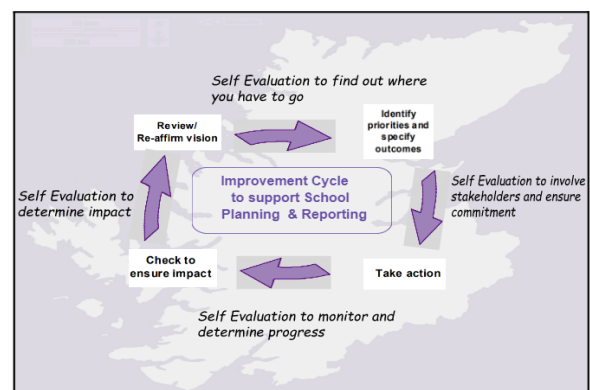 Self Evaluation to find out where
you have to go
Review/
Re-affirm vision
Identify
priorities and
specify
outcomes
Improvement Cycle
to support School
Planning & Reporting
Self Evaluation to
determine impact
Self Evaluation to involve
stakeholders and ensure
commitment
Check to
ensure impact
Take action
Self Evaluation to monitor and
determine progress